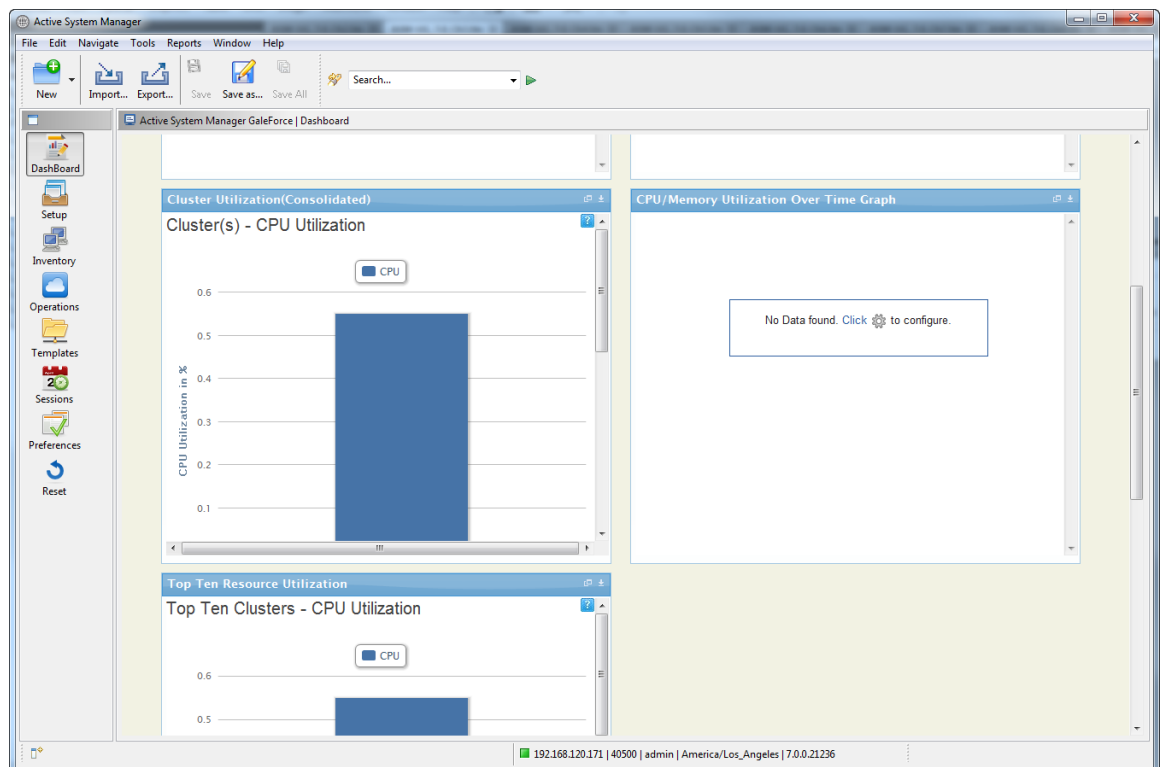 Active System Manager
File Edit Navigate Tools Reports Window Help
New Import... Export... Save Save as... Save All Search...
Active System Manager GaleForce | Dashboard
DashBoard
Setup
Inventory
Operations
Templates
2
Sessions
Preferences
Reset
Cluster Utilization(Consolidated)
?
Cluster(s) - CPU Utilization
CPU
0.6
0.5
0.4
0.3
0.2
0.1
CPU Utilization in %
CPU/Memory Utilization Over Time Graph
No Data found. Click to configure.
Top Ten Resource Utilization
?
Top Ten Clusters - CPU Utilization
CPU
0.6
0.5
192.168.120.171 | 40500 | admin | America/Los_Angeles | 7.0.0.21236